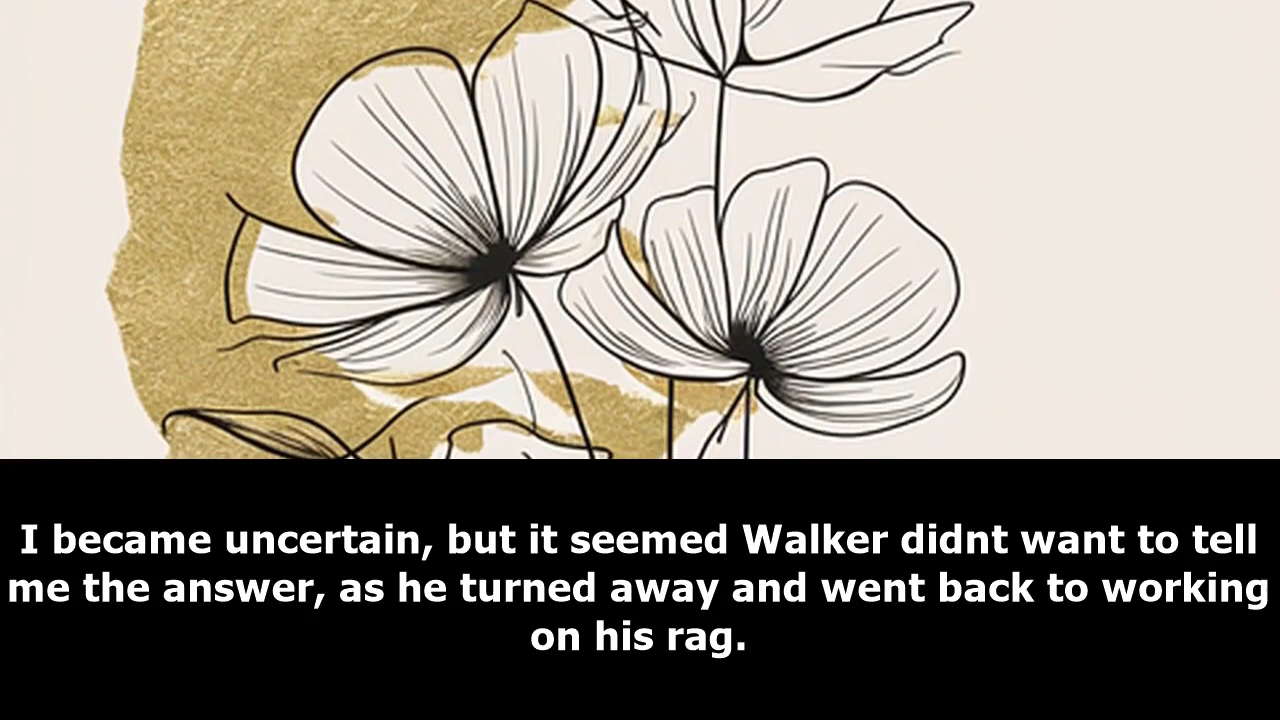 I became uncertain, but it seemed Walker didnt want to tell
me the answer, as he turned away and went back to working
on his rag.